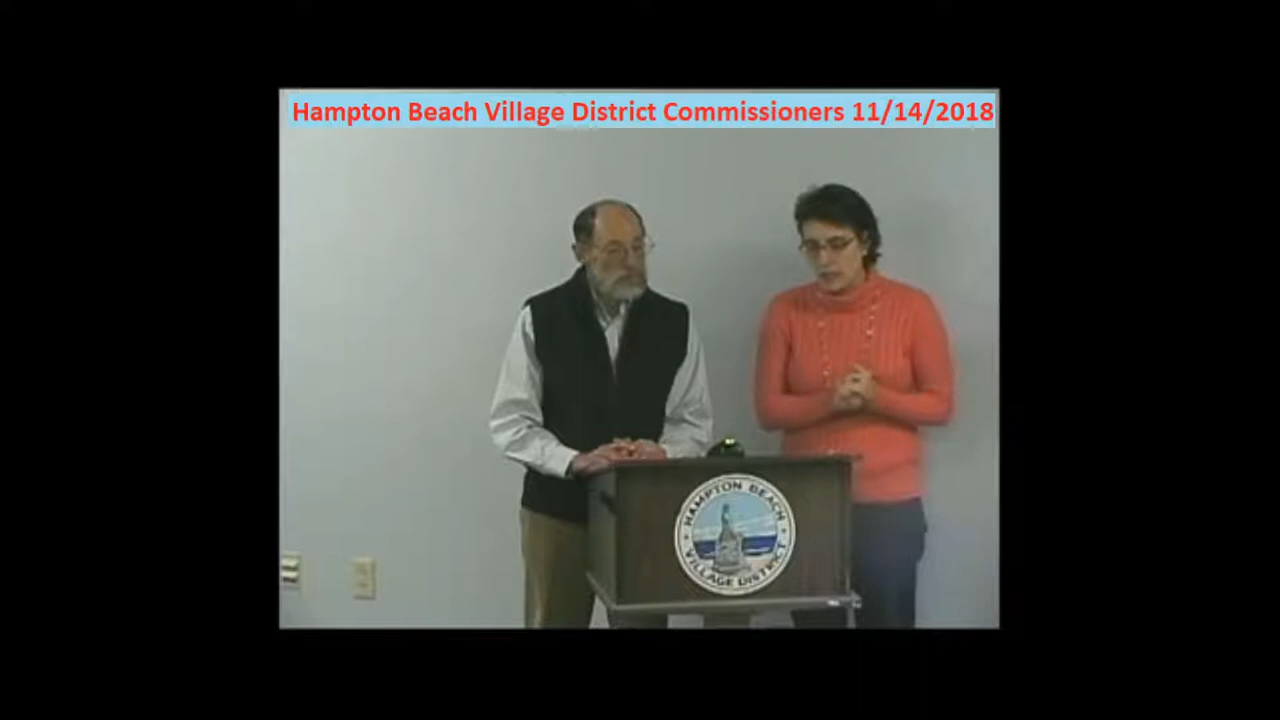 Hampton Beach Village District Commissioners 11/14/2018
HAMPTON BEACH
VILLAGE DISTRICT